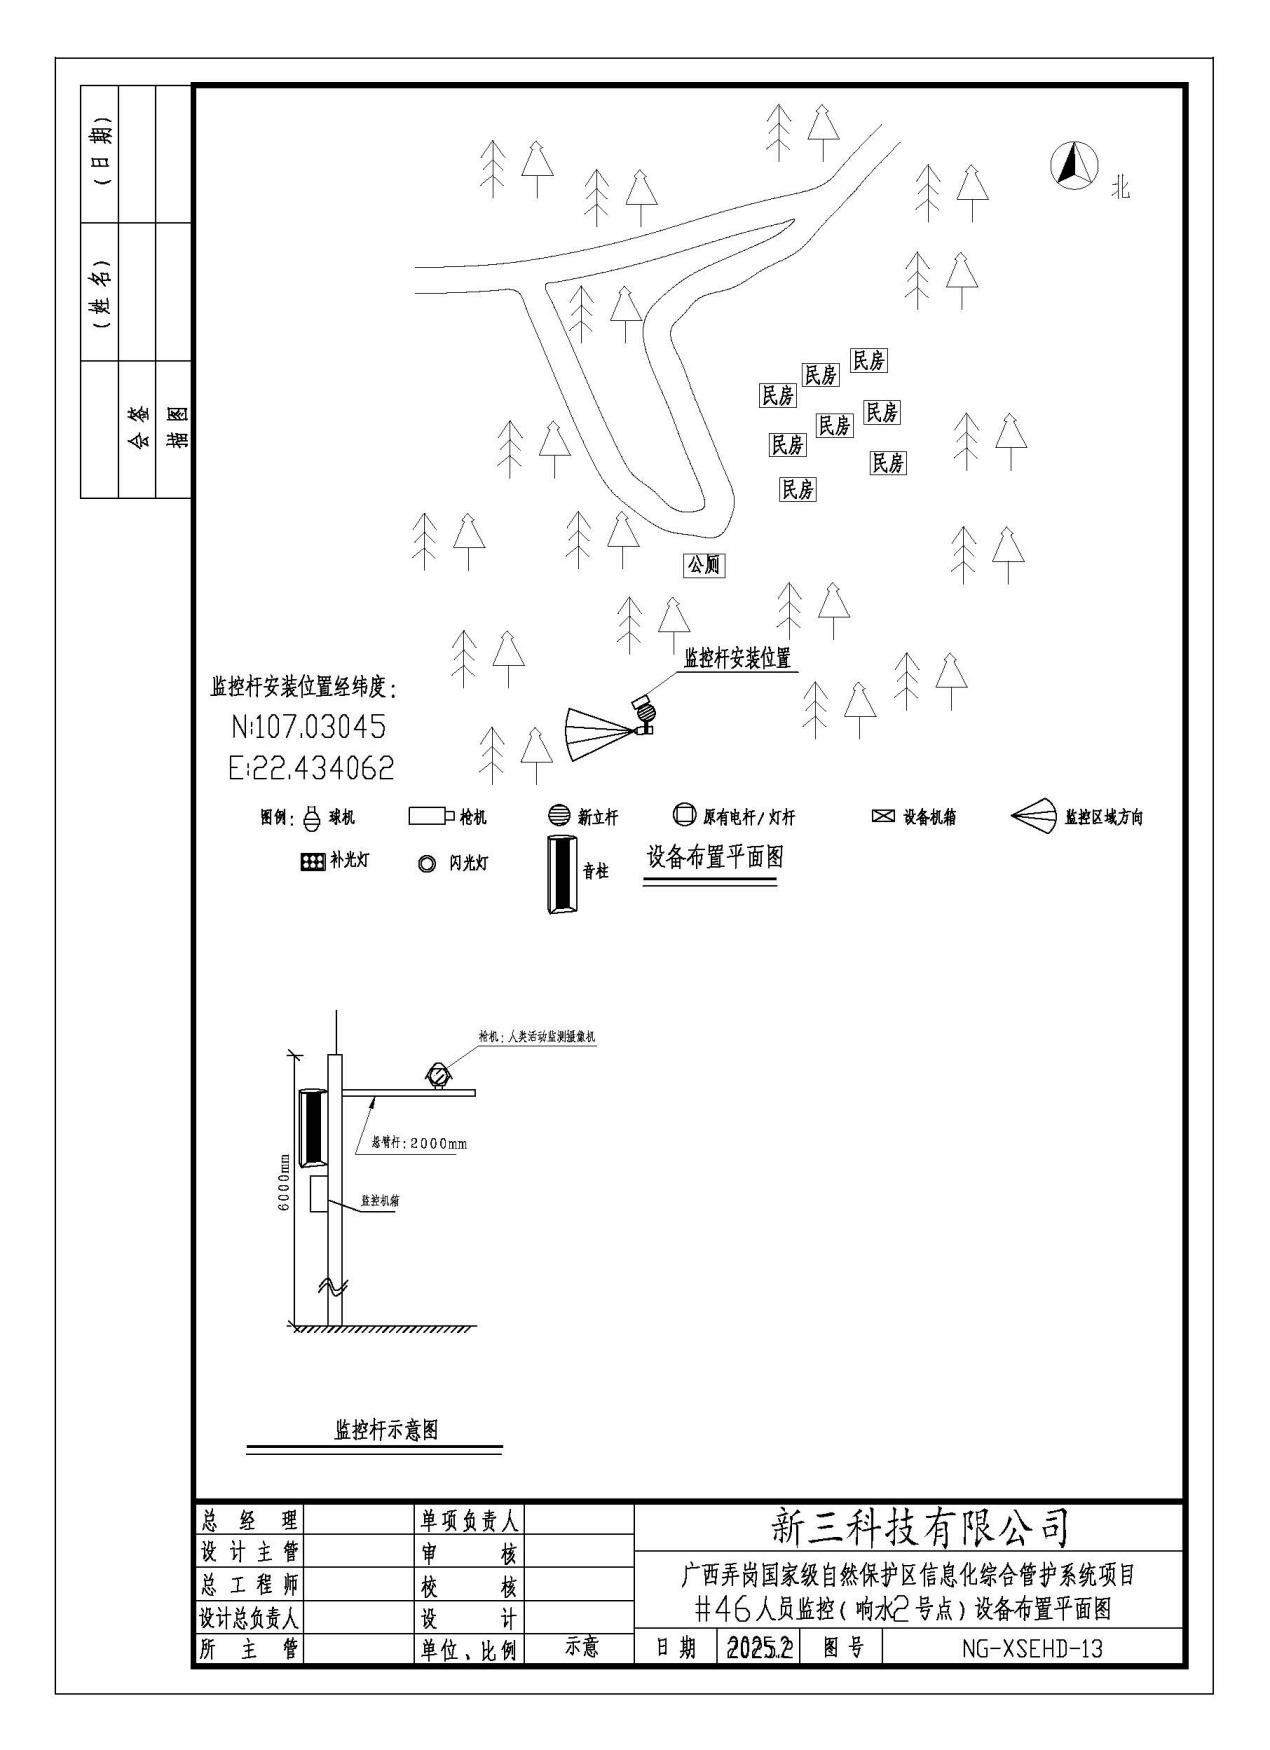 (日 期)
(姓 名)
会 签
描 图
北
民房
民房
民房
民房
民房
民房
民房
民房
公厕
监控杆安装位置
监控杆安装位置经纬度：
N:107.03045
E:22.434062
图例： 球机 枪机 新立杆 原有电杆/灯杆 设备机箱 监控区域方向
补光灯 闪光灯 音柱 设备布置平面图
枪机：人类活动监测摄像机
悬臂杆：2000mm
6000mm
监控机箱
监控杆示意图
总 经 理 单项负责人 新三科技有限公司
设 计 主 管 审 核
总 工 程 师 校 核 广西弄岗国家级自然保护区信息化综合管护系统项目
设计总负责人 设 计 #46人员监控(响水2号点)设备布置平面图
所 主 管 单位、比例 示意 日 期 2025.2 图 号 NG-XSEHD-13